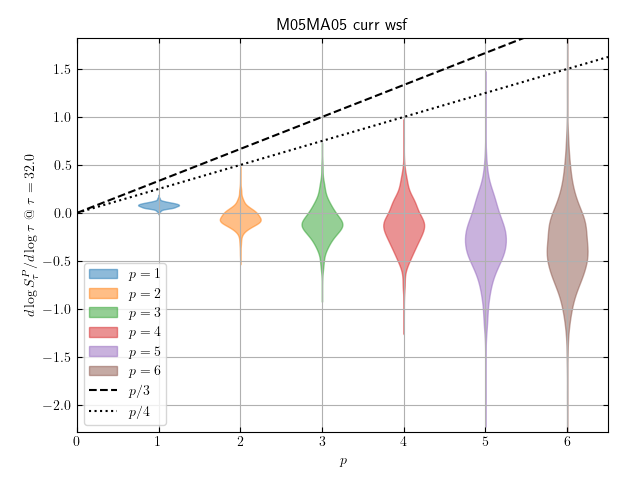 M05MA05 curr wsf
d log S_τ^P / d log τ @ τ = 32.0
1.5
1.0
0.5
0.0
−0.5
−1.0
−1.5
−2.0
p = 1
p = 2
p = 3
p = 4
p = 5
p = 6
p/3
p/4
0 1 2 3 4 5 6
p